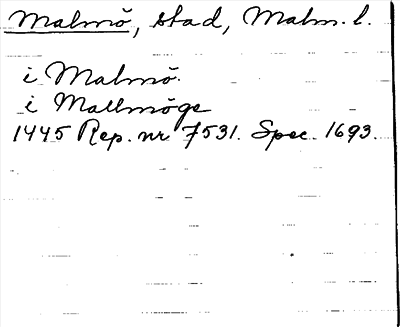 Malmö, stad, Malm. l.
i Malmö.
i Mallmöge
1445 Rep. nr 7531. Spec. 1693.